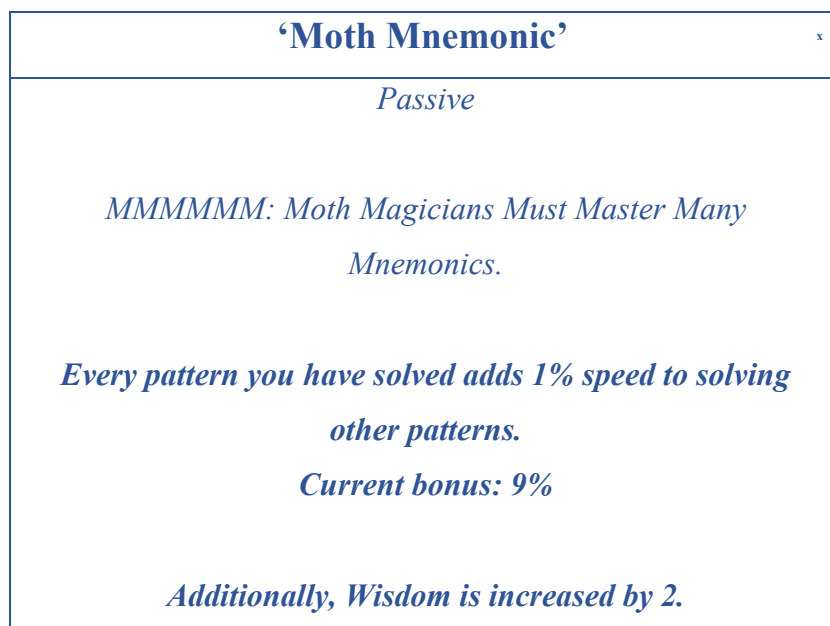 ‘Moth Mnemonic’ x
Passive
MMMMMM: Moth Magicians Must Master Many
Mnemonics.
Every pattern you have solved adds 1% speed to solving
other patterns.
Current bonus: 9%
Additionally, Wisdom is increased by 2.